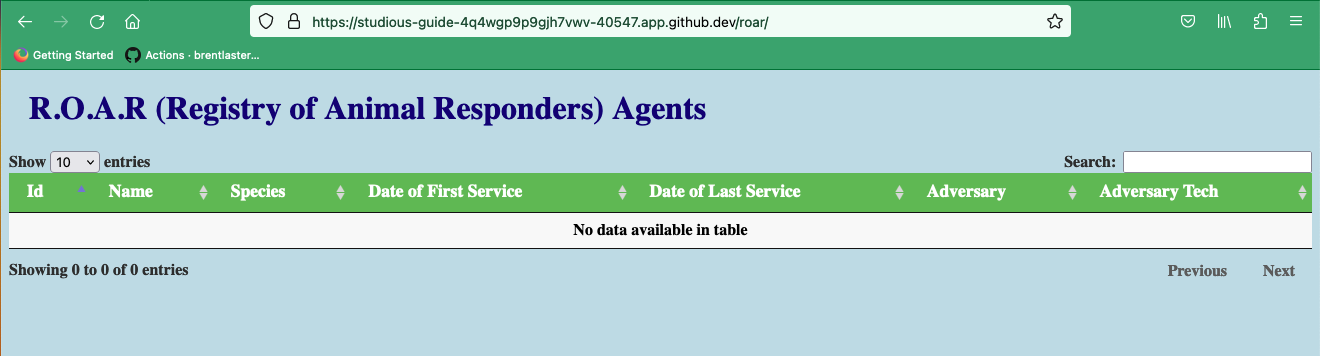 https://studious-guide-4q4wgp9p9gjh7vwv-40547.app.github.dev/roar/
Getting Started Actions · brentlaster...
R.O.A.R (Registry of Animal Responders) Agents
Show 10 entries Search:
Id Name Species Date of First Service Date of Last Service Adversary Adversary Tech
No data available in table
Showing 0 to 0 of 0 entries Previous Next